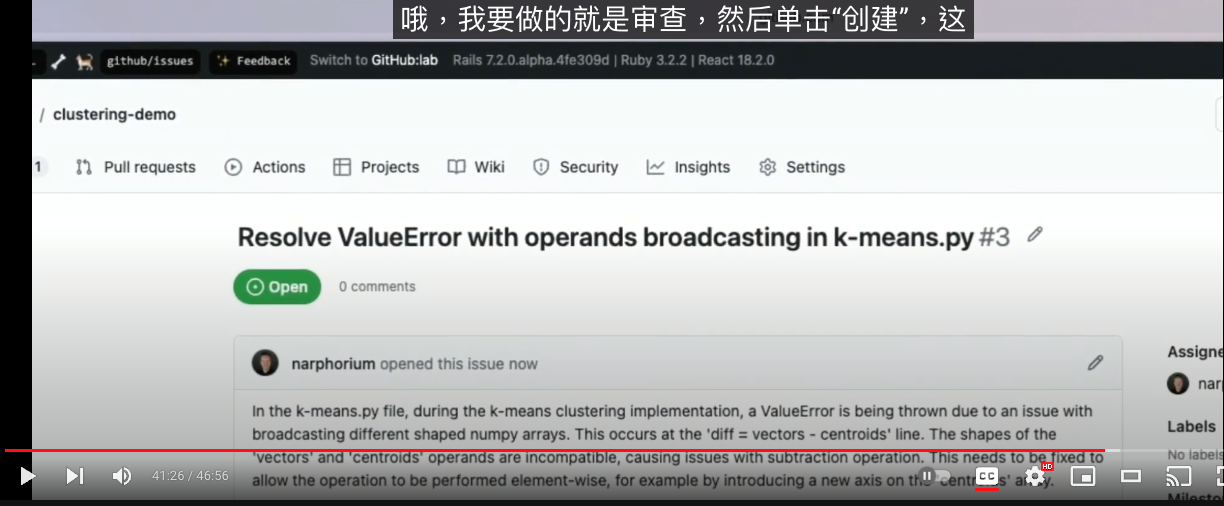 哦，我要做的就是审查，然后单击“创建”，这
github/issues Feedback Switch to GitHub:lab Rails 7.2.0.alpha.4fe309d | Ruby 3.2.2 | React 18.2.0
/ clustering-demo
1 Pull requests Actions Projects Wiki Security Insights Settings
Resolve ValueError with operands broadcasting in k-means.py #3
Open 0 comments
narphorium opened this issue now
In the k-means.py file, during the k-means clustering implementation, a ValueError is being thrown due to an issue with
broadcasting different shaped numpy arrays. This occurs at the 'diff = vectors - centroids' line. The shapes of the
'vectors' and 'centroids' operands are incompatible, causing issues with subtraction operation. This needs to be fixed to
allow the operation to be performed element-wise, for example by introducing a new axis on the 'centroids' array.
Assigne
nar
Labels
No labels
Milesto
41:26 / 46:56
CC
HD